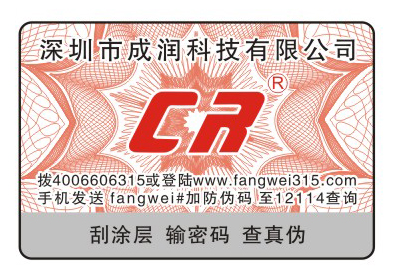 深圳市成润科技有限公司
CR®
拨4006606315或登陆www.fangwei315.com
手机发送 fangwei#加防伪码 至12114查询
刮涂层 输密码 查真伪